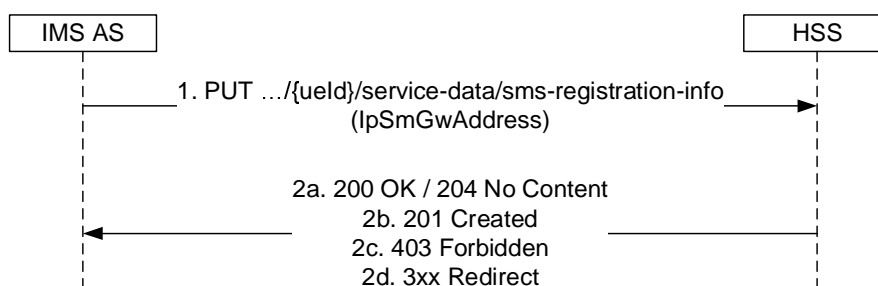 IMS AS
HSS
1. PUT …/{ueId}/service-data/sms-registration-info
(IpSmGwAddress)
2a. 200 OK / 204 No Content
2b. 201 Created
2c. 403 Forbidden
2d. 3xx Redirect